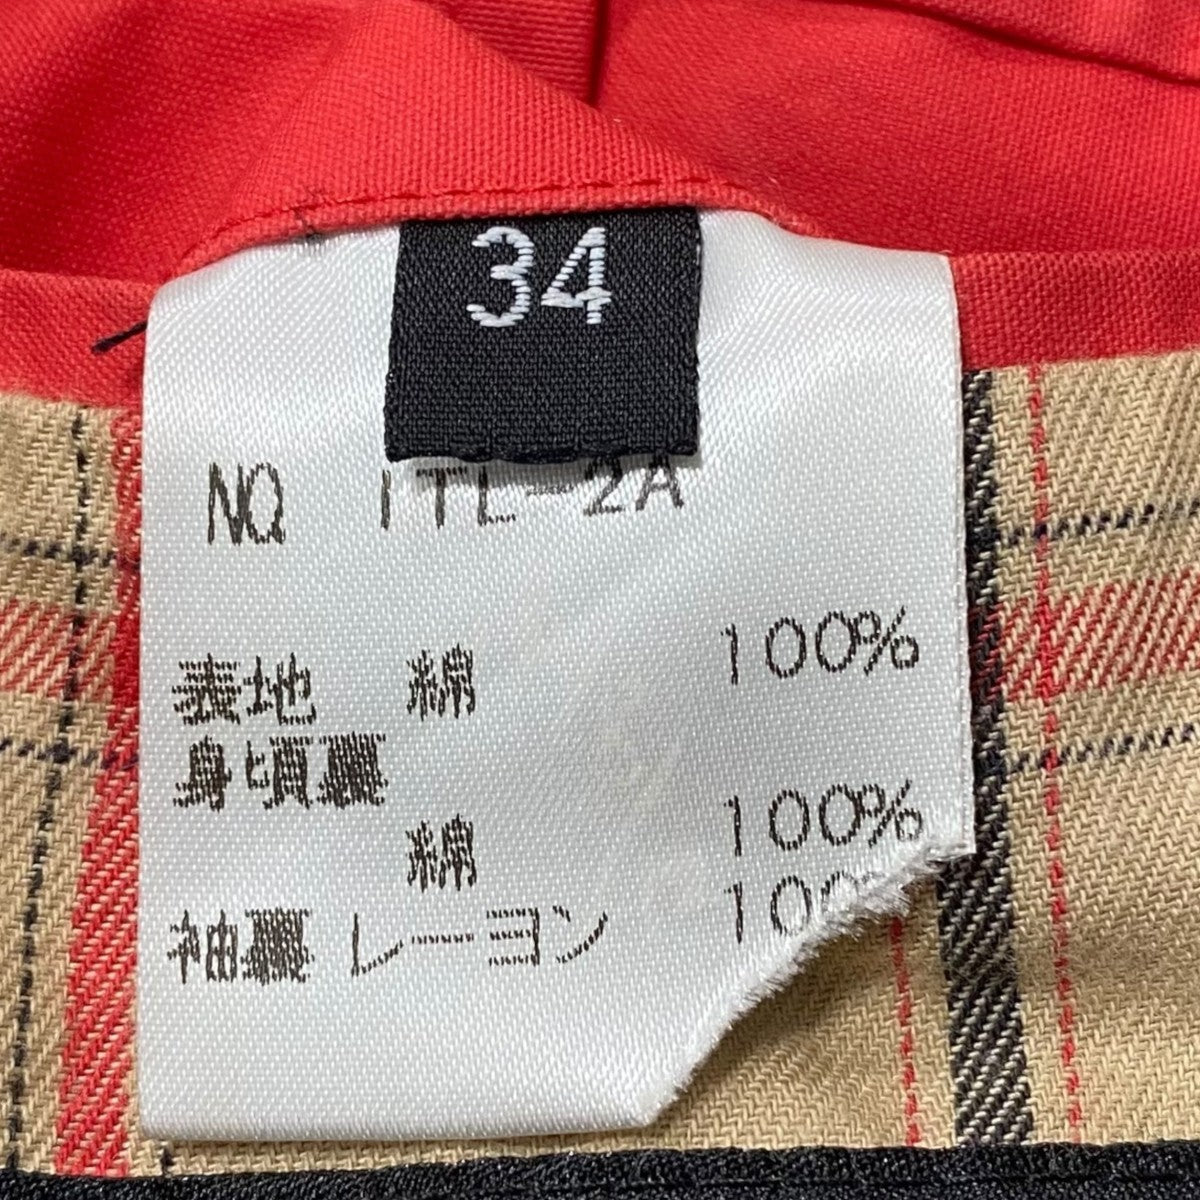 34
NO. ITL-2A
表地 綿 100%
身頃裏
綿 100%
袖裏 レーヨン 100%